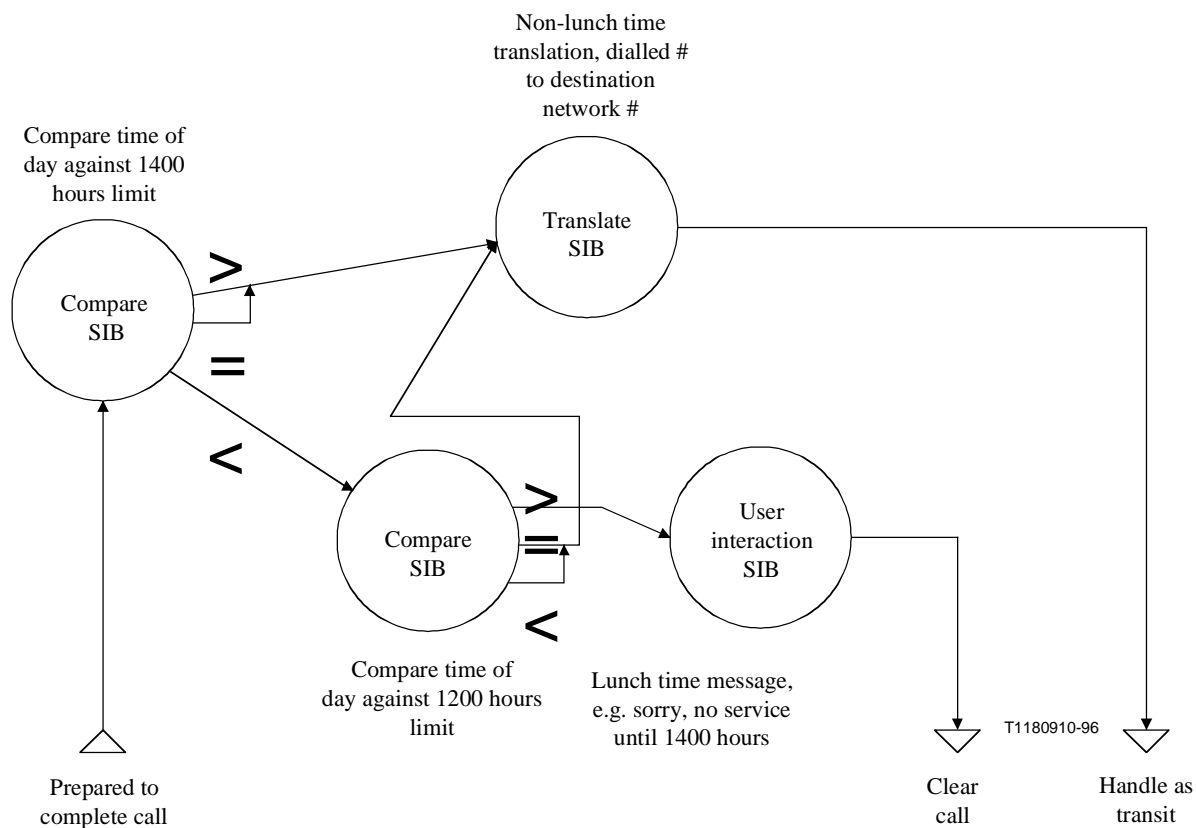 Non-lunch time
translation, dialled #
to destination
network #
Compare time of
day against 1400
hours limit
Translate
SIB
>
Compare
SIB
=
<
>
User
interaction
SIB
Compare
SIB
=
<
Compare time of
day against 1200 hours
limit
Lunch time message,
e.g. sorry, no service
until 1400 hours
T1180910-96
Prepared to
complete call
Clear
call
Handle as
transit